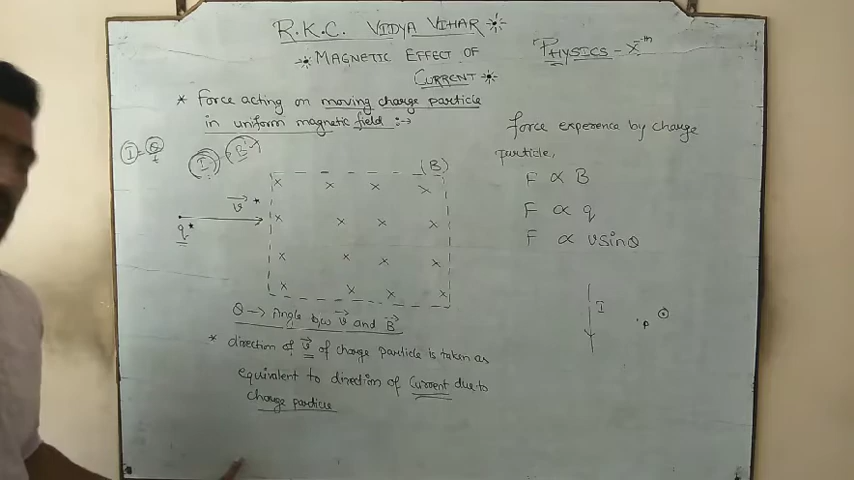 R.K.C. VIDYA VIHAR
MAGNETIC EFFECT OF
CURRENT
PHYSICS - X th
* Force acting on moving charge particle
in uniform magnetic field :→
I = Q/t
I
B
(B)
v
q
θ → Angle b/w v and B
* direction of v of charge particle is taken as
equivalent to direction of current due to
charge particle
force experence by charge
particle,
F ∝ B
F ∝ q
F ∝ v sinθ
I
P